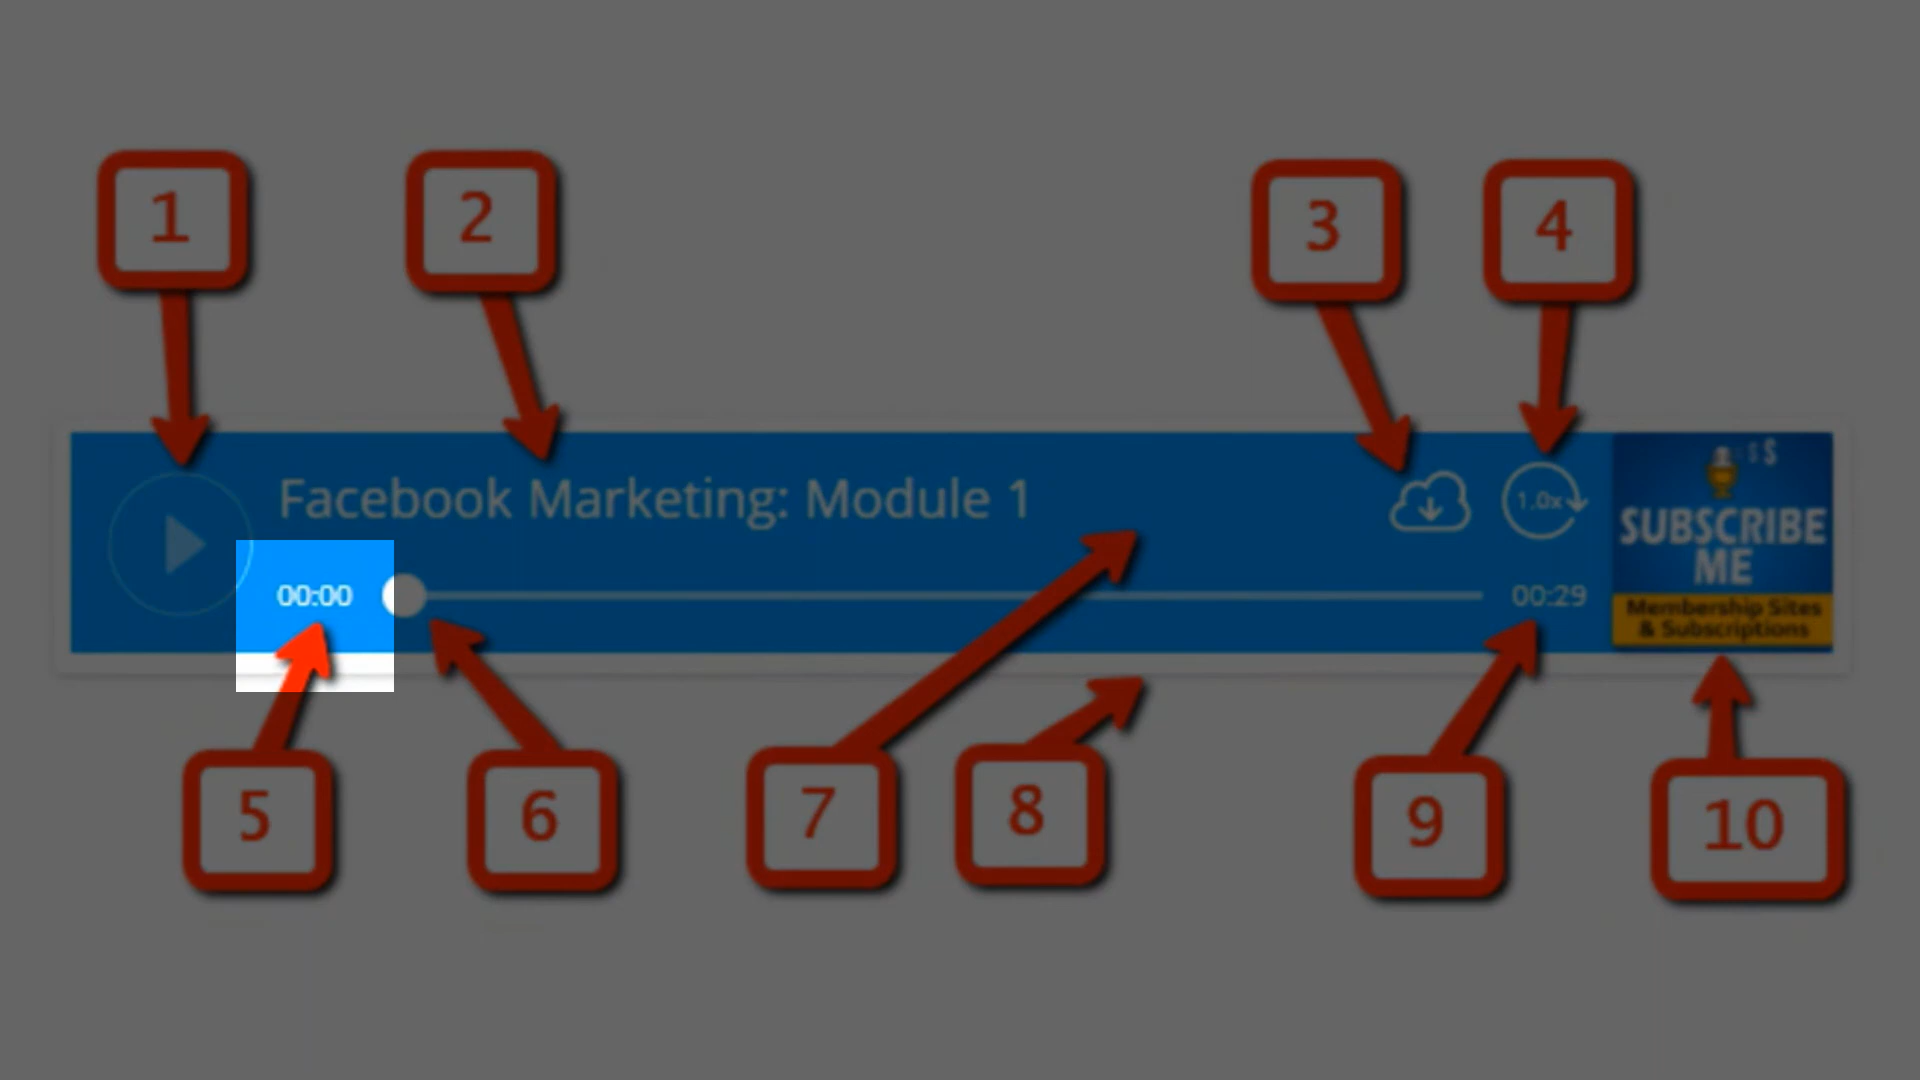 1
2
3
4
Facebook Marketing: Module 1
1.0x
$
SUBSCRIBE
ME
00:00
00:29
Membership Sites
& Subscriptions
5
6
7
8
9
10